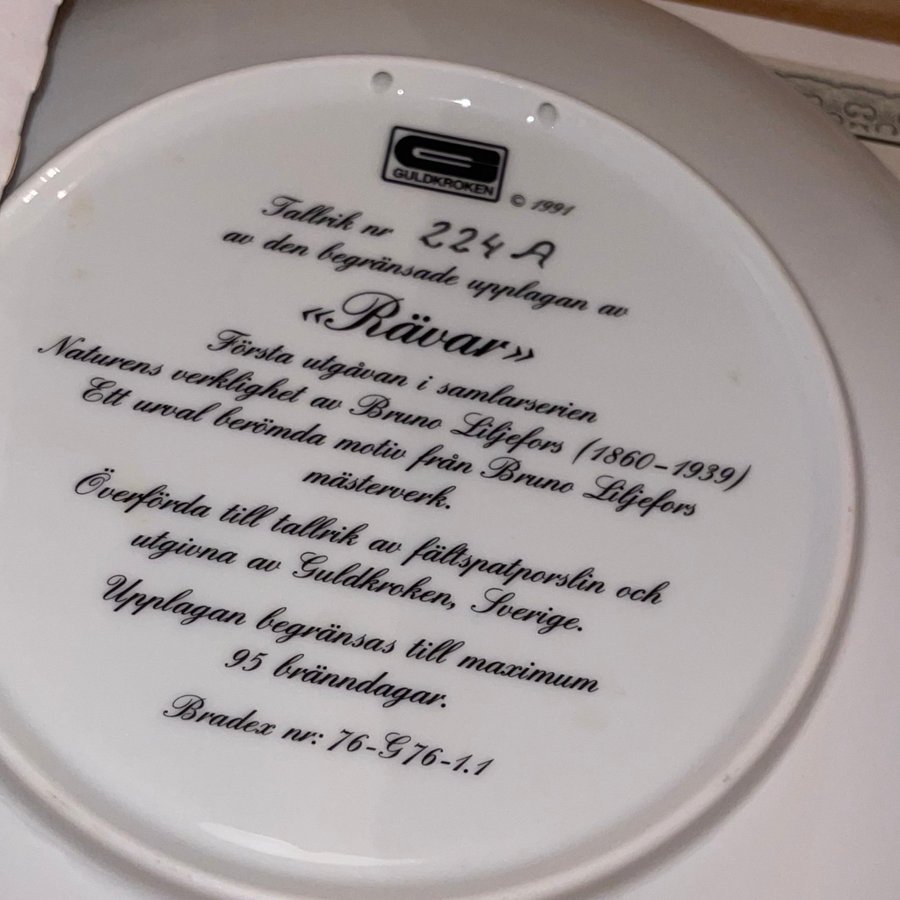 GULDKROKEN
© 1991
Tallrik nr 224 A
av den begränsade upplagan av
«Rävar»
Första utgåvan i samlarserien
Naturens verklighet av Bruno Liljefors (1860-1939)
Ett urval berömda motiv från Bruno Liljefors
mästerverk.
Överförda till tallrik av fältspatporslin och
utgivna av Guldkroken, Sverige.
Upplagan begränsas till maximum
95 bränndagar.
Bradex nr: 76-G76-1.1